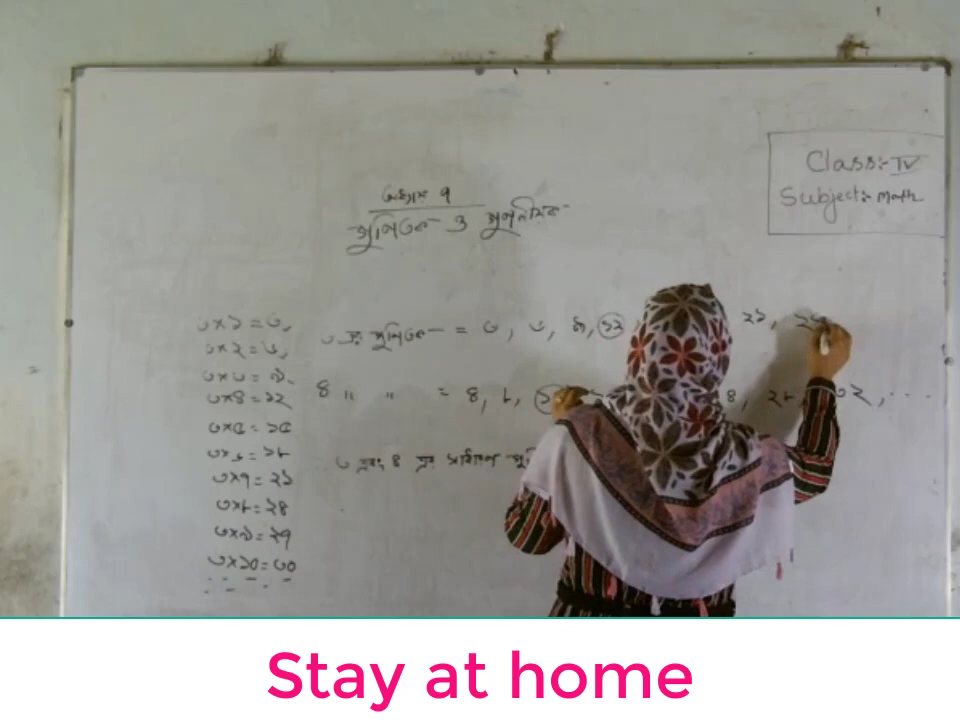 Class:- IV
Subject:- Math
অধ্যায় ৭
গুণিতক ও গুণনীয়ক
৩×১=৩,
৩×২=৬,
৩×৩=৯
৩×৪=১২
৩×৫=১৫
৩×৬=১৮
৩×৭=২১
৩×৮=২৪
৩×৯=২৭
৩×১০=৩০
৩ এর গুণিতক = ৩, ৬, ৯, ১২ ২১,
৪ " " = ৪, ৮, ৪, ২৮, ৩২, ....
৩ এবং ৪ এর সাধারণ
Stay at home